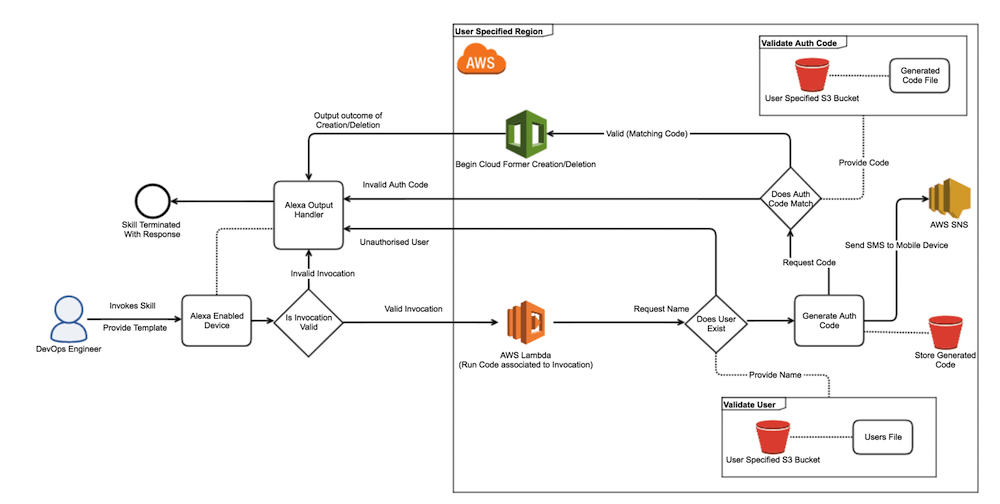 User Specified Region
AWS
Validate Auth Code
User Specified S3 Bucket
Generated
Code File
Output outcome of
Creation/Deletion
Valid (Matching Code)
Begin Cloud Former Creation/Deletion
Provide Code
Invalid Auth Code
Does Auth
Code Match
Alexa Output
Handler
Skill Terminated
With Response
AWS SNS
Unauthorised User
Send SMS to Mobile Device
Request Code
Invalid Invocation
Invokes Skill
Provide Template
DevOps Engineer
Alexa Enabled
Device
Is Invocation
Valid
Valid Invocation
AWS Lambda
(Run Code associated to Invocation)
Request Name
Does User
Exist
Generate Auth
Code
Store Generated
Code
Provide Name
Validate User
User Specified S3 Bucket
Users File